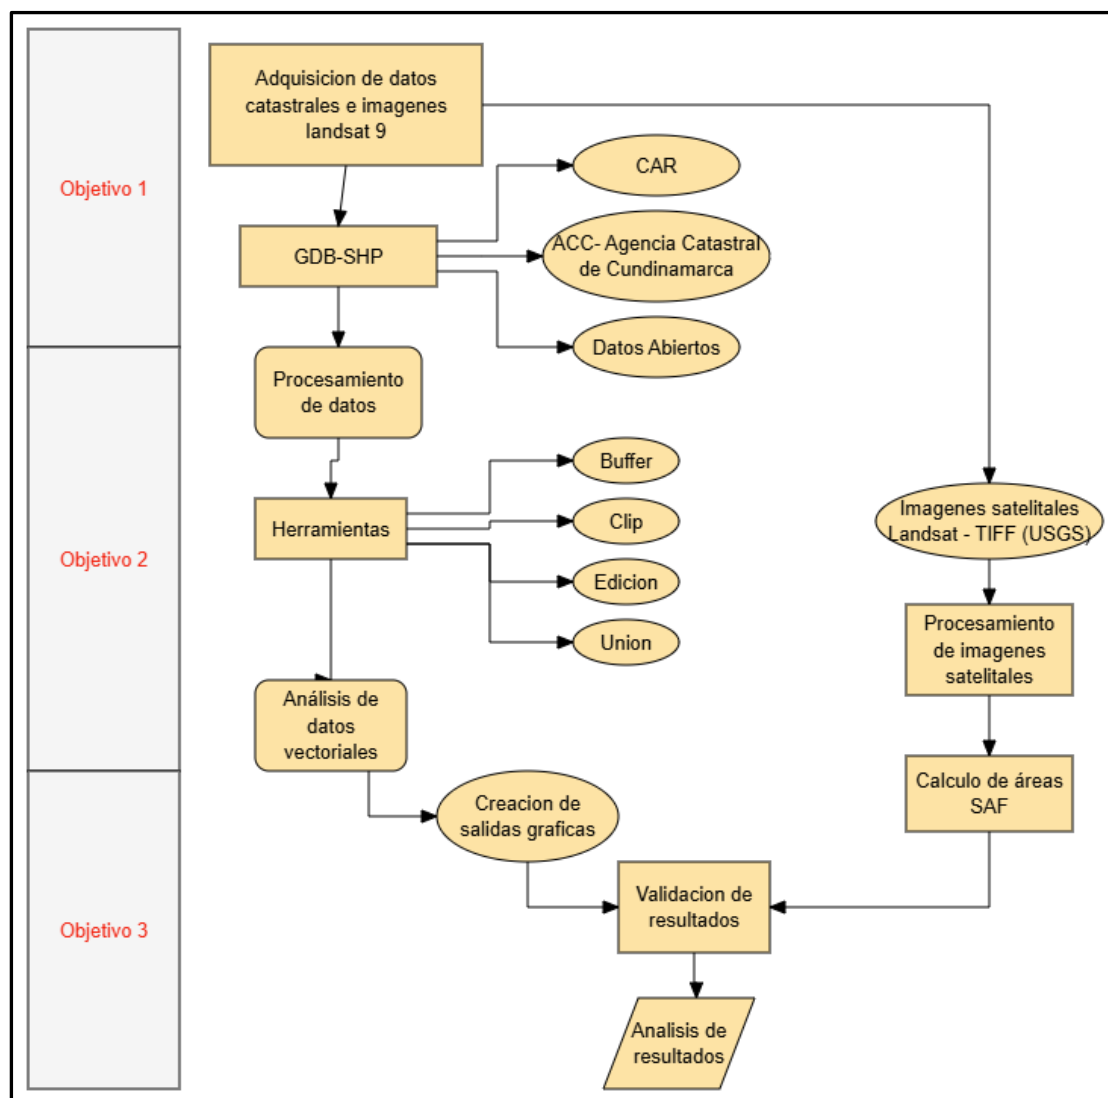 Objetivo 1
Adquisicion de datos
catastrales e imagenes
landsat 9
CAR
GDB-SHP
ACC- Agencia Catastral
de Cundinamarca
Datos Abiertos
Objetivo 2
Procesamiento
de datos
Herramientas
Buffer
Clip
Edicion
Union
Imagenes satelitales
Landsat - TIFF (USGS)
Procesamiento
de imagenes
satelitales
Análisis de
datos
vectoriales
Calculo de áreas
SAF
Objetivo 3
Creacion de
salidas graficas
Validacion de
resultados
Analisis de
resultados